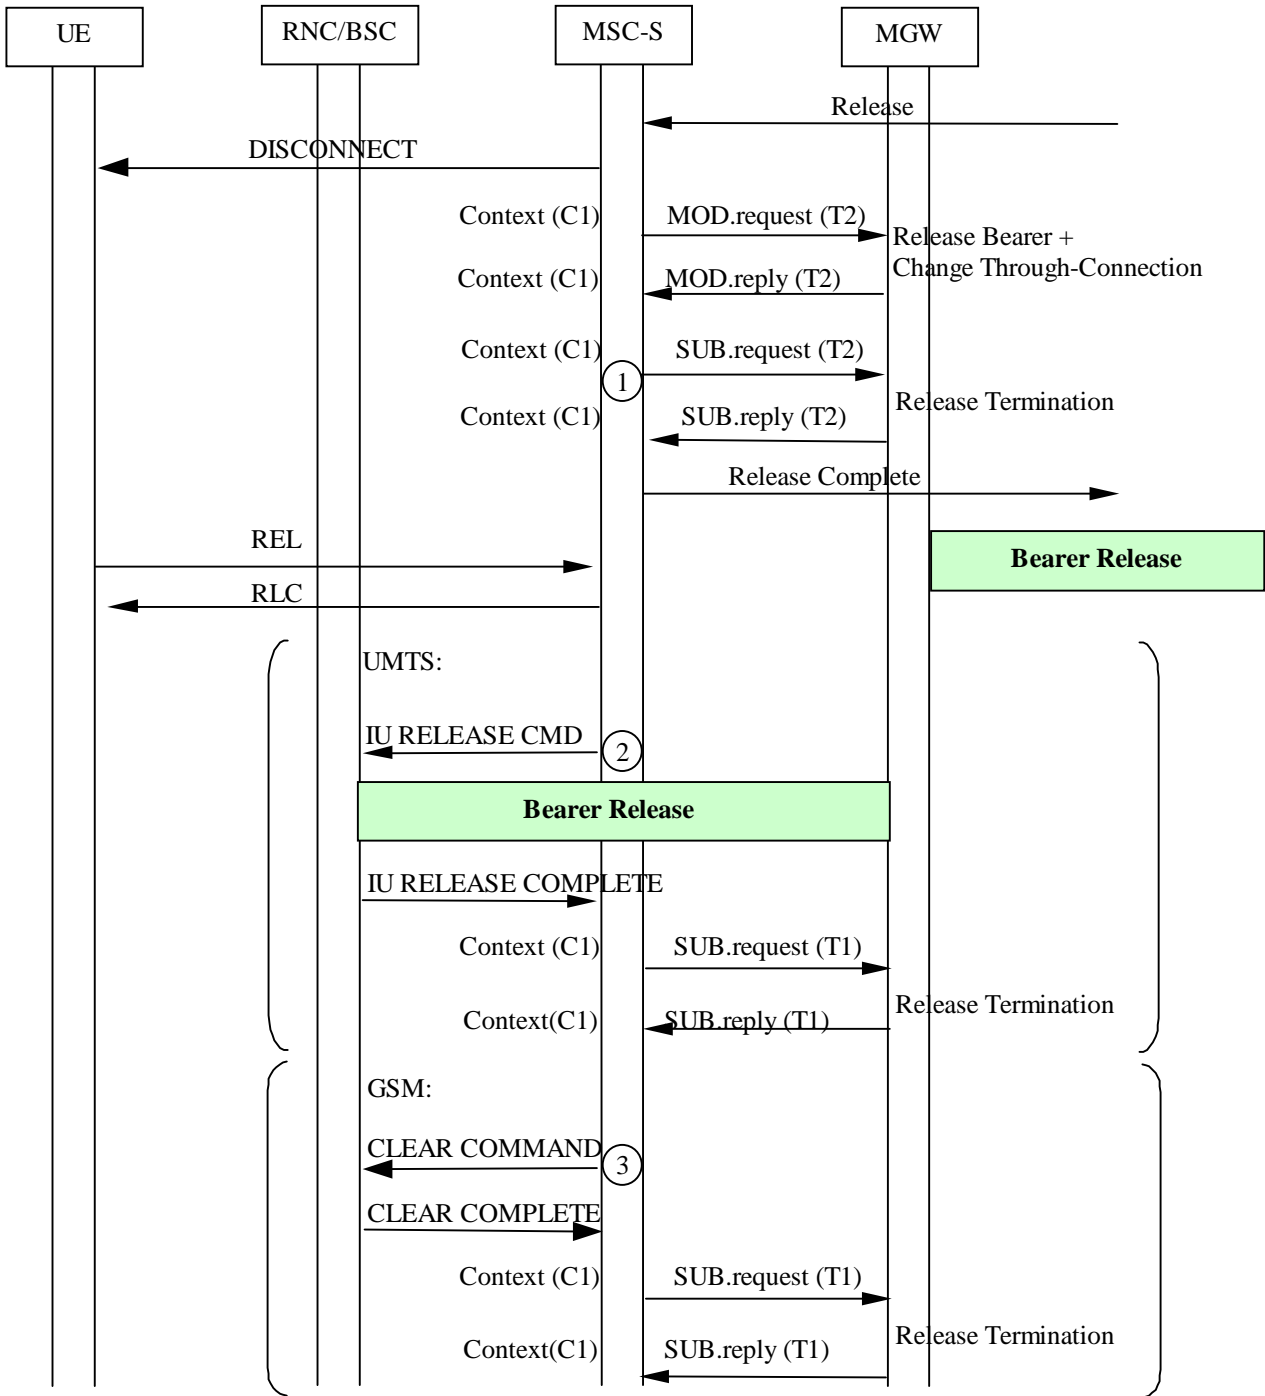 UE
RNC/BSC
MSC-S
MGW
Release
DISCONNECT
Context (C1)
MOD.request (T2)
Release Bearer +
Change Through-Connection
Context (C1)
MOD.reply (T2)
Context (C1)
SUB.request (T2)
1
Release Termination
Context (C1)
SUB.reply (T2)
Release Complete
REL
Bearer Release
RLC
UMTS:
IU RELEASE CMD
2
Bearer Release
IU RELEASE COMPLETE
Context (C1)
SUB.request (T1)
Release Termination
Context(C1)
SUB.reply (T1)
GSM:
CLEAR COMMAND
3
CLEAR COMPLETE
Context (C1)
SUB.request (T1)
Release Termination
Context(C1)
SUB.reply (T1)